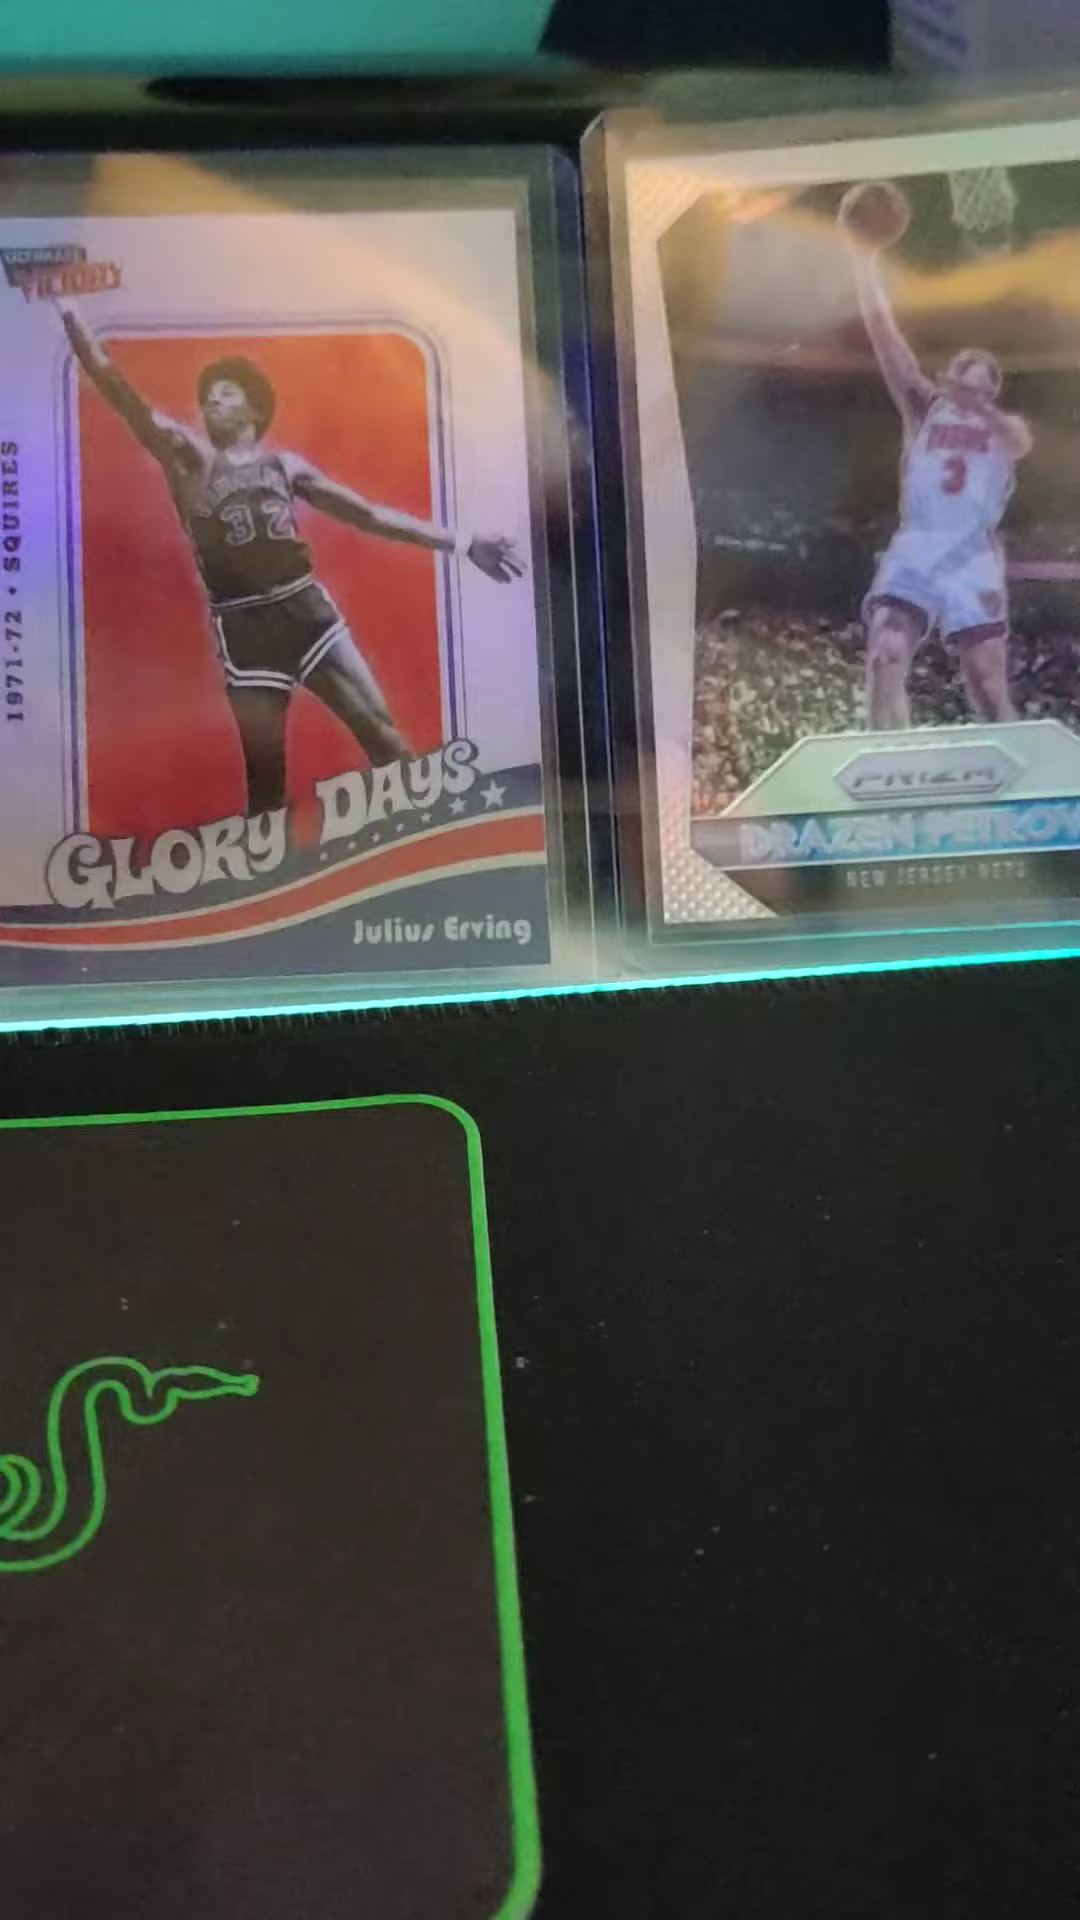 ULTIMATE
VICTORY
1971-72 • SQUIRES
32
GLORY DAYS
Julius Erving
3
PRIZM
DRAZEN PETROV
NEW JERSEY NETS